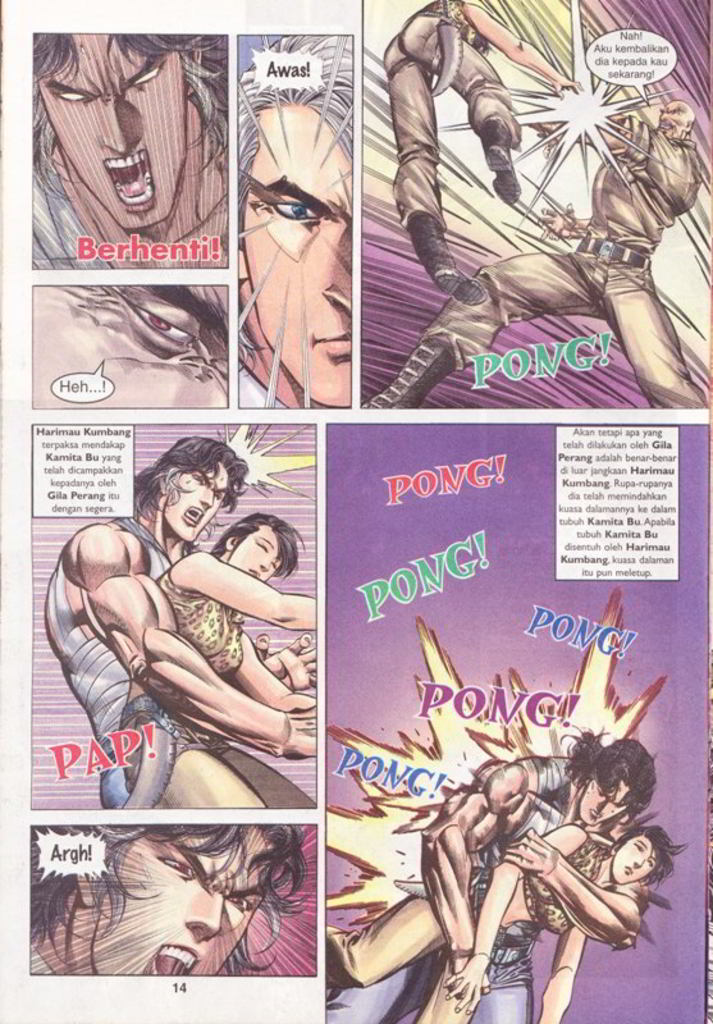 Berhenti!
Awas!
Nah!
Aku kembalikan
dia kepada kau
sekarang!
Heh...!
PONG!
Harimau Kumbang
terpaksa mendakap
Kamita Bu yang
telah dicampakkan
kepadanya oleh
Gila Perang itu
dengan segera.
PAP!
Argh!
Akan tetapi apa yang
telah dilakukan oleh Gila
Perang adalah benar-benar
di luar jangkaan Harimau
Kumbang. Rupa-rupanya
dia telah memindahkan
kuasa dalamannya ke dalam
tubuh Kamita Bu. Apabila
tubuh Kamita Bu
disentuh oleh Harimau
Kumbang, kuasa dalaman
itu pun meletup.
PONG!
PONG!
PONG!
PONG!
PONG!
14